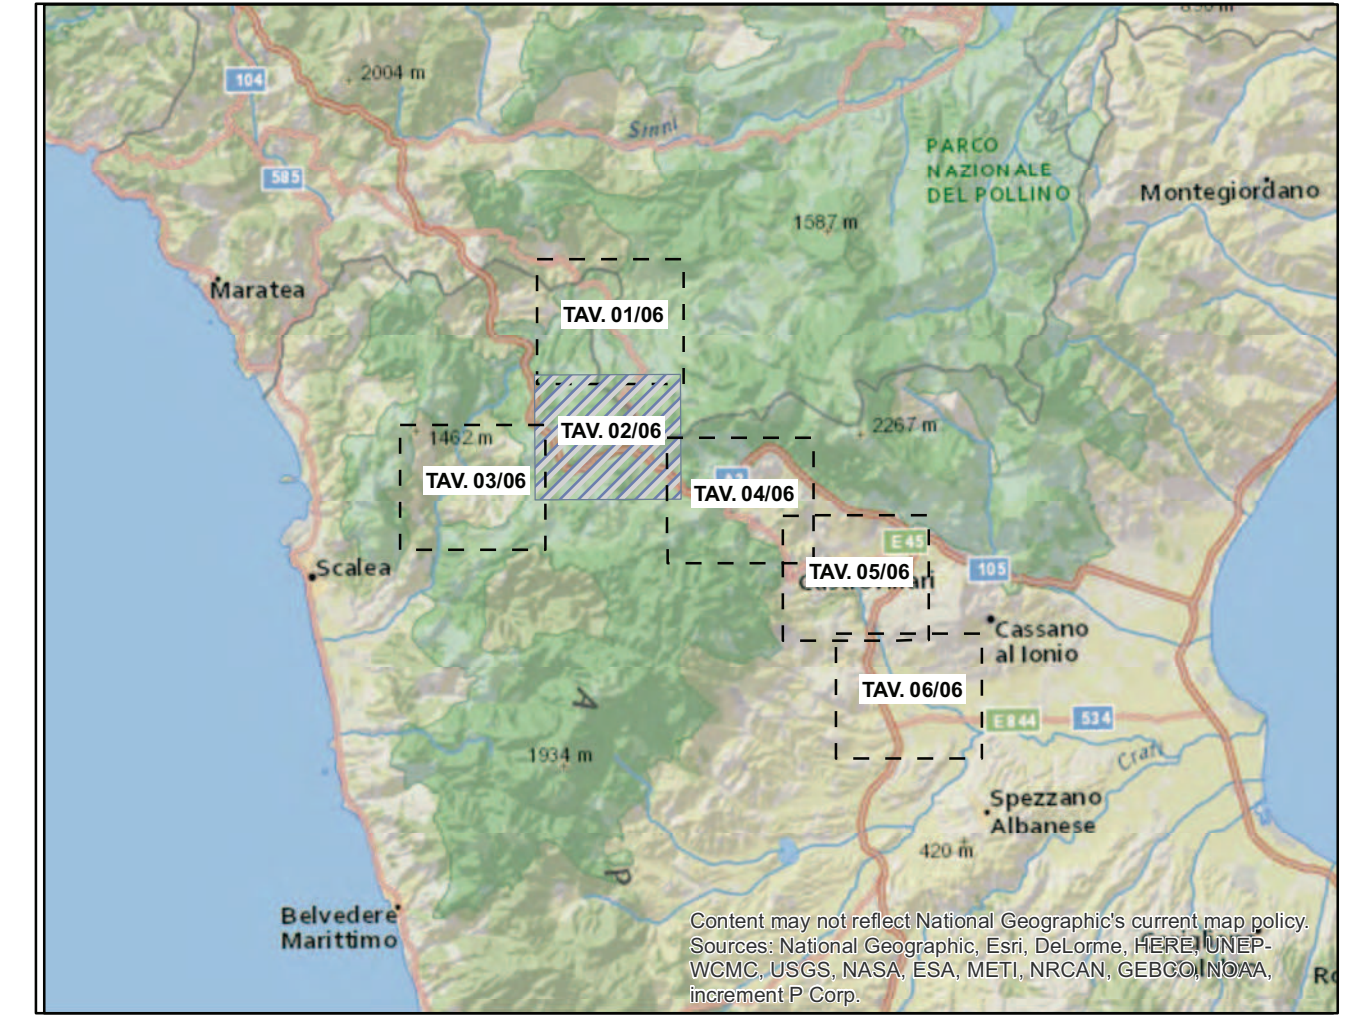 104
2004 m
Sinni
585
PARCO
NAZIONALE
DEL POLLINO
Montegiordano
1587 m
Maratea
TAV. 01/06
2267 m
TAV. 02/06
1462 m
TAV. 03/06
TAV. 04/06
E45
Scalea
TAV. 05/06
105
Cassano
al Ionio
TAV. 06/06
A
E844
534
Crati
1934 m
Spezzano
Albanese
420 m
P
Belvedere
Marittimo
Content may not reflect National Geographic's current map policy.
Sources: National Geographic, Esri, DeLorme, HERE, UNEP-
WCMC, USGS, NASA, ESA, METI, NRCAN, GEBCO, NOAA,
increment P Corp.